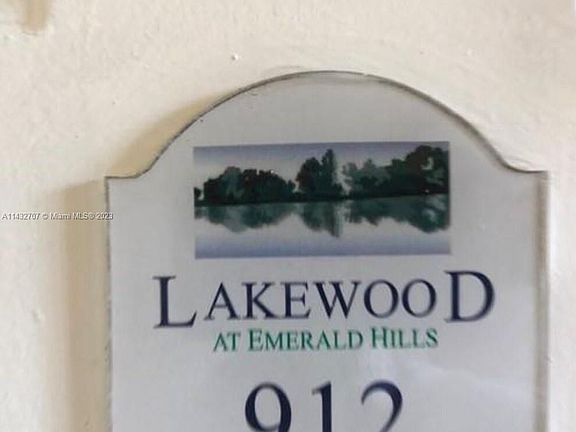 A11432707 © Miami MLS® 2023
LAKEWOOD
AT EMERALD HILLS
912